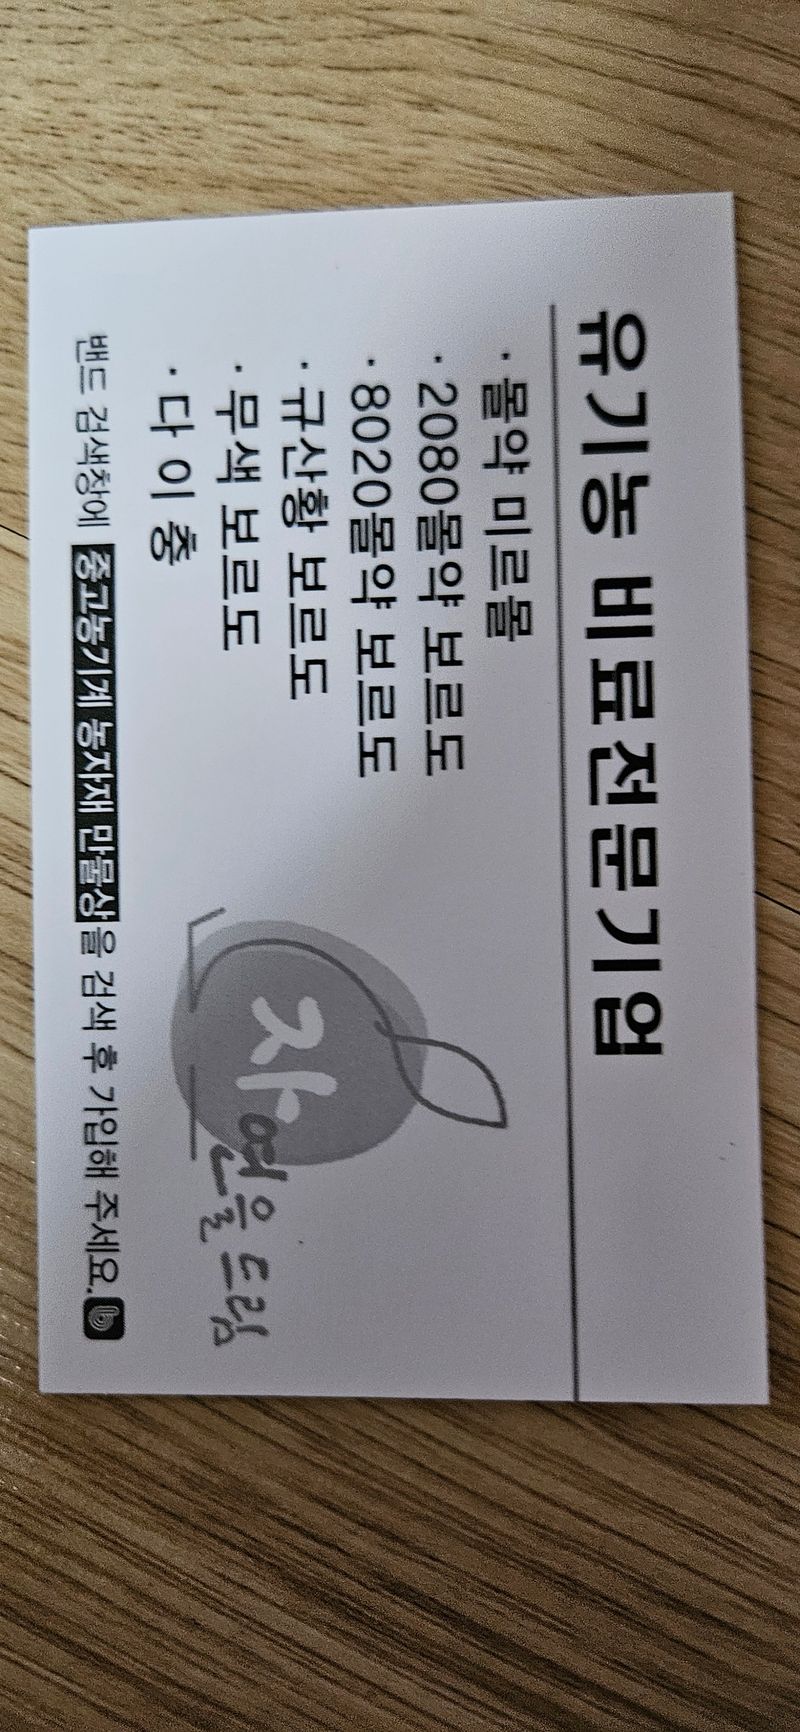 유기농 비료전문기업
· 몰약 미르몰
· 2080몰약 보르도
· 8020몰약 보르도
· 규산황 보르도
· 무색 보르도
· 다 이 충
자연을드림
밴드 검색창에 중고농기계 농자재 만물상을 검색 후 가입해 주세요.